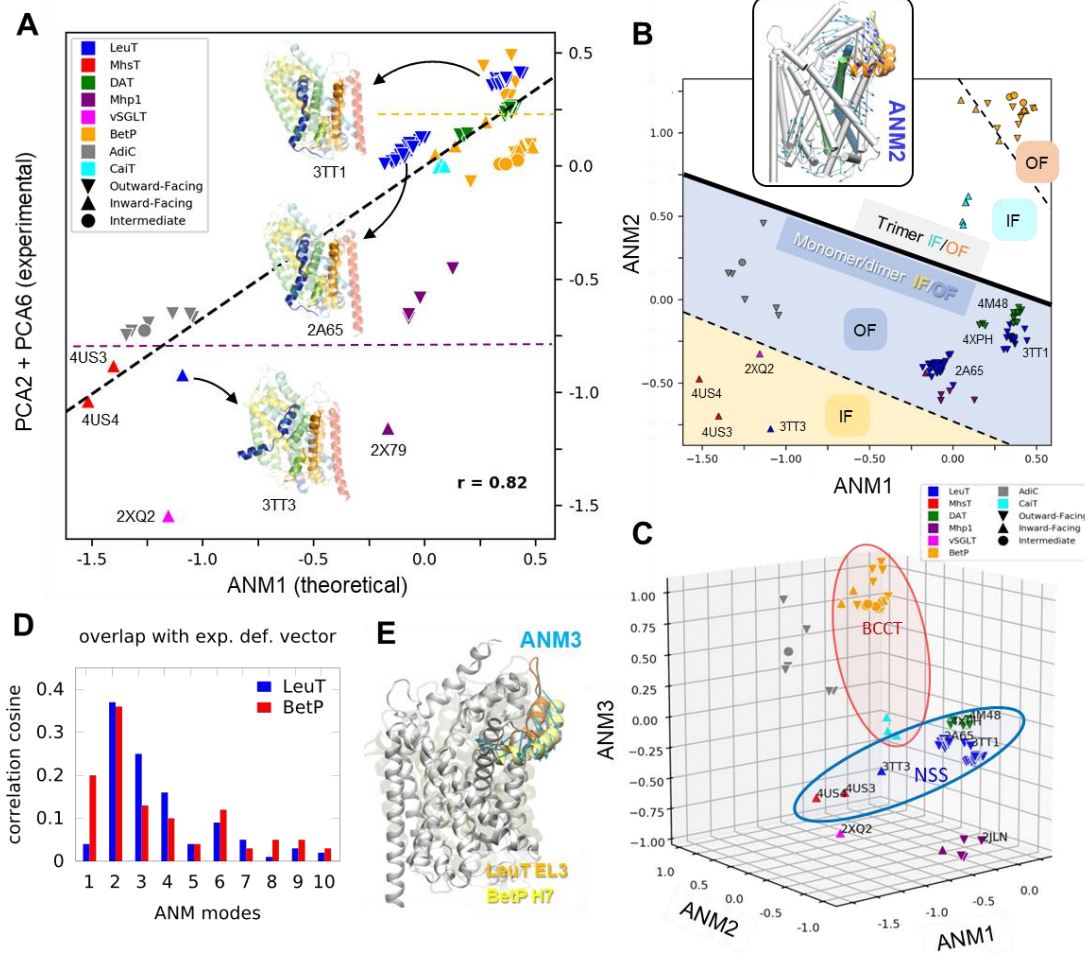 A
LeuT
MhsT
DAT
Mhp1
vSGLT
BetP
AdiC
CaiT
Outward-Facing
Inward-Facing
Intermediate
3TT1
2A65
4US3
4US4
2X79
3TT3
2XQ2
r = 0.82
0.5
0.0
-0.5
-1.0
-1.5
-1.5
-1.0
-0.5
0.0
0.5
PCA2 + PCA6 (experimental)
ANM1 (theoretical)
B
ANM2
1.00
0.50
0.00
−0.50
ANM2
OF
IF
Trimer IF/OF
Monomer/dimer IF/OF
4M48
4XPH
OF
3TT1
2A65
2XQ2
4US4
4US3
3TT3
IF
−1.50
−1.00
−0.50
0.00
0.50
ANM1
LeuT
MhsT
DAT
Mhp1
vSGLT
BetP
AdiC
CaiT
Outward-Facing
Inward-Facing
Intermediate
C
1.00
0.75
0.50
0.25
0.00
−0.25
−0.50
−0.75
−1.00
ANM3
BCCT
4M48
4XPH
2A65
3TT1
3TT3
NSS
4US4
4US3
2XQ2
2JLN
1.0
0.5
0.0
-0.5
-1.0
ANM2
-1.5
-1.0
-0.5
0.0
ANM1
D
overlap with exp. def. vector
LeuT
BetP
0.4
0.3
0.2
0.1
0
correlation cosine
1 2 3 4 5 6 7 8 9 10
ANM modes
E
ANM3
LeuT EL3
BetP H7